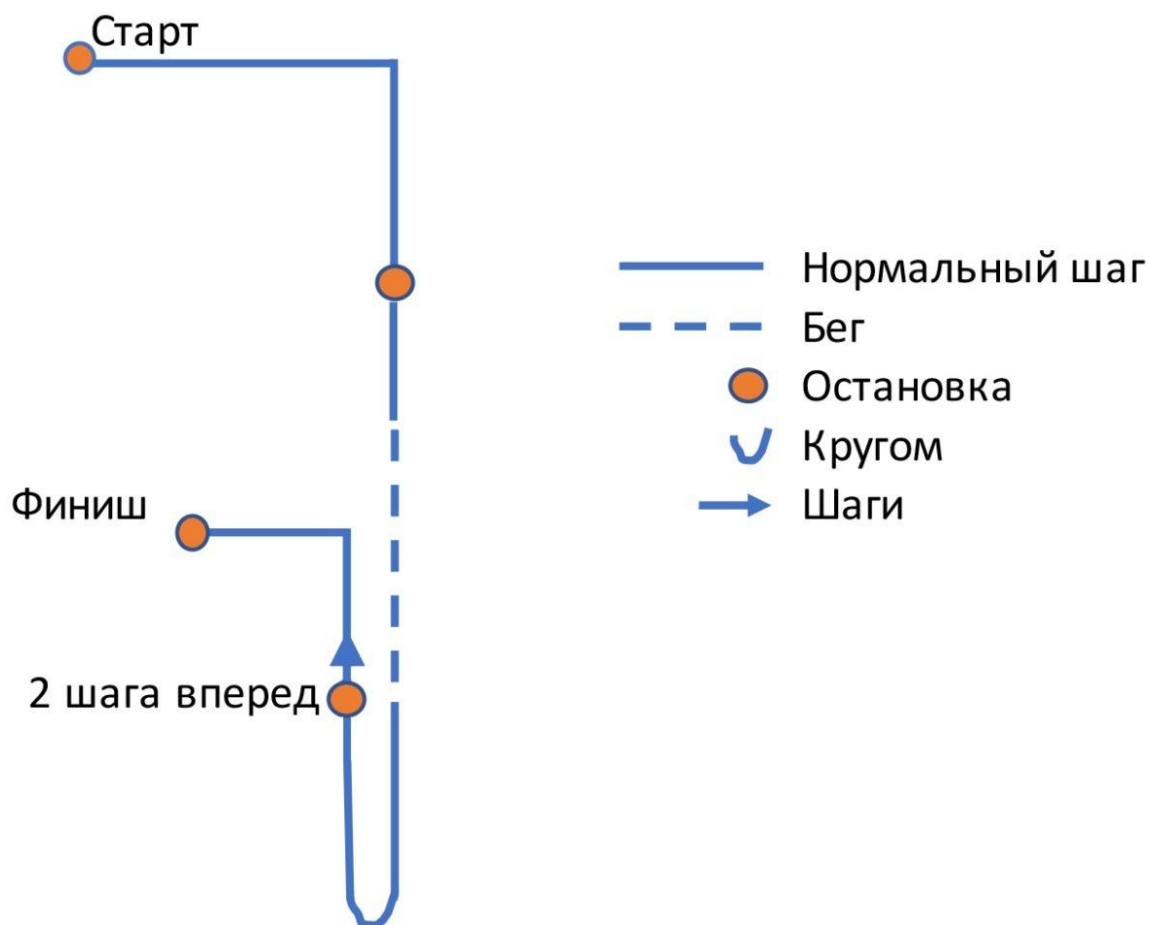 Старт
Нормальный шаг
Бег
Остановка
Кругом
Шаги
Финиш
2 шага вперед